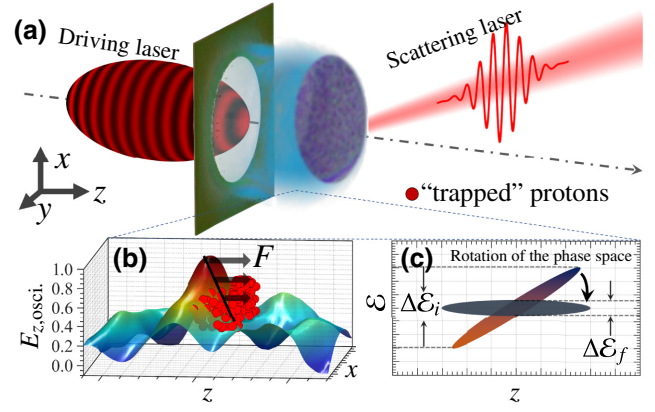 (a)
Driving laser
Scattering laser
x
y
z
"trapped" protons
(b)
F
1.0
0.8
0.6
0.4
0.2
0.0
E_{z,osci.}
z
x
(c)
Rotation of the phase space
ℰ
Δℰ_i
Δℰ_f
z